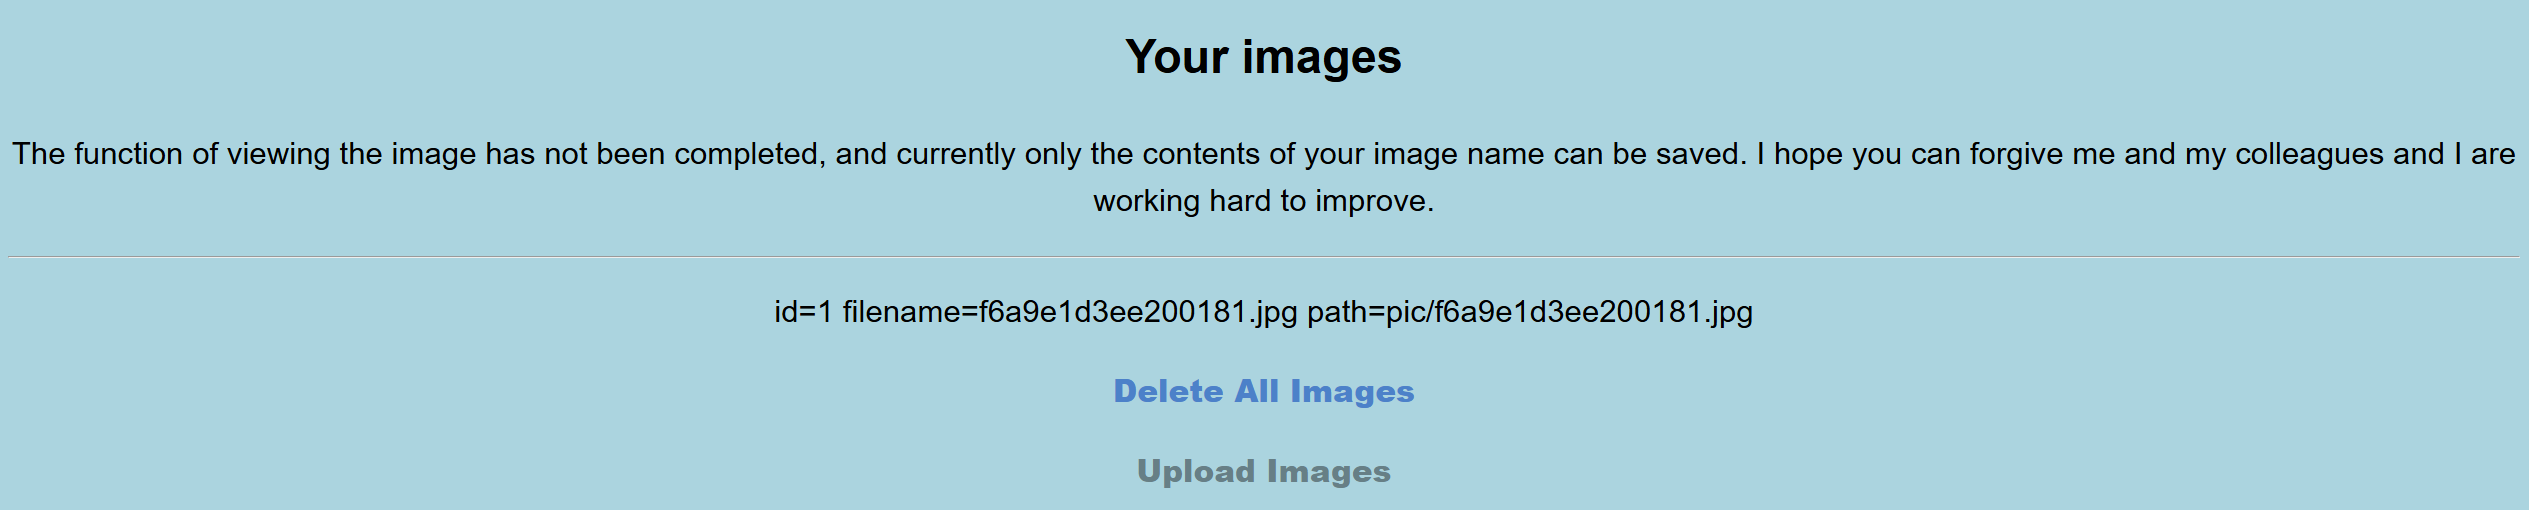 Your images
The function of viewing the image has not been completed, and currently only the contents of your image name can be saved. I hope you can forgive me and my colleagues and I are
working hard to improve.
id=1 filename=f6a9e1d3ee200181.jpg path=pic/f6a9e1d3ee200181.jpg
Delete All Images
Upload Images